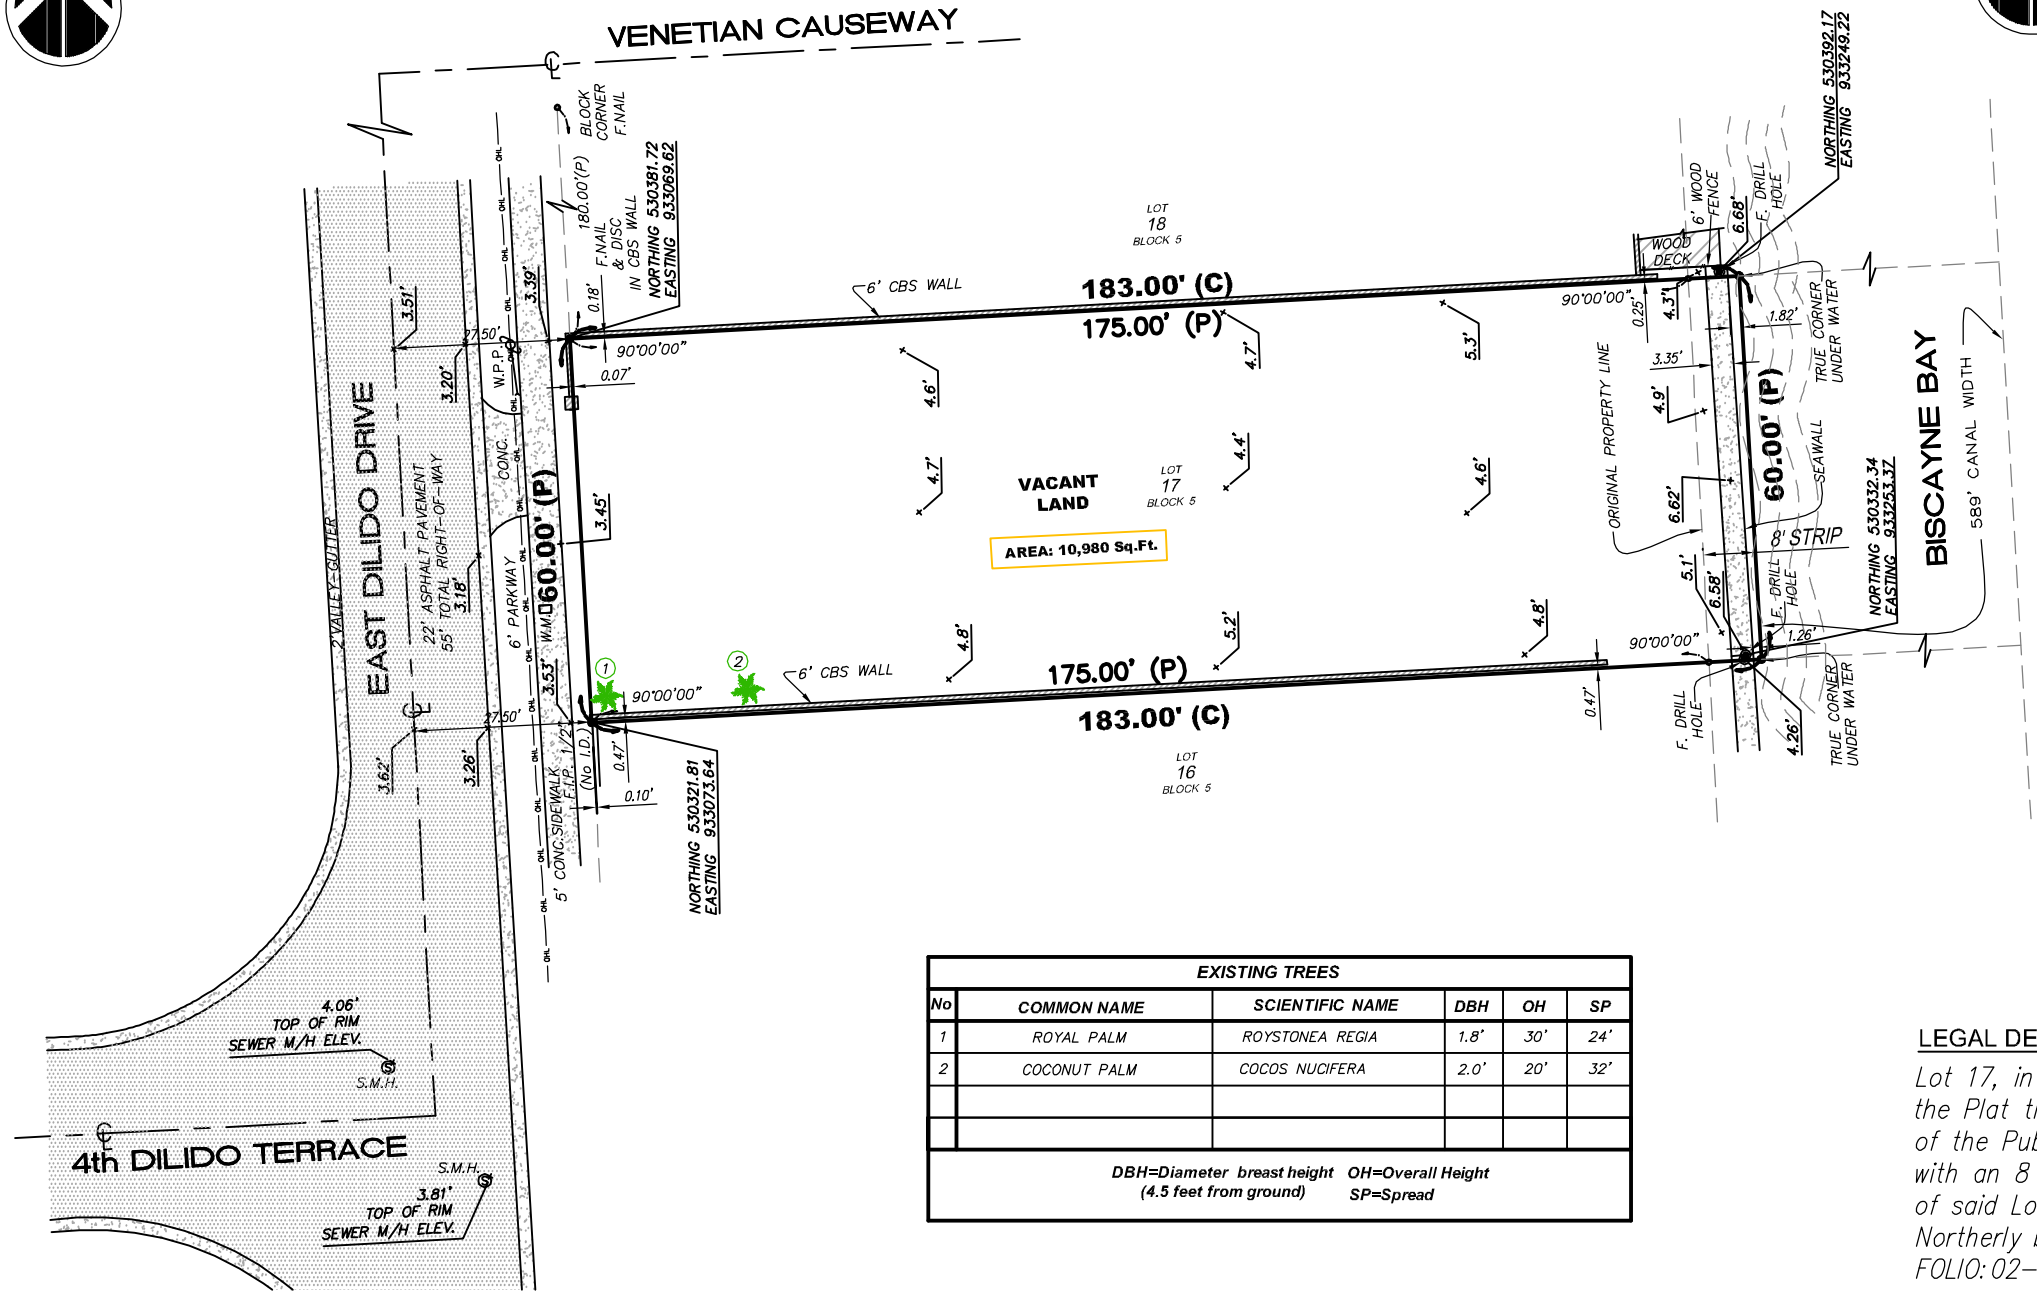 VENETIAN CAUSEWAY
BLOCK
CORNER
F.NAIL
180.00'(P)
F.NAIL
& DISC
IN CBS WALL
NORTHING 530381.72
EASTING 933069.62
NORTHING 530392.17
EASTING 933249.22
LOT
18
BLOCK 5
6' CBS WALL
183.00' (C)
175.00' (P)
90°00'00"
90°00'00"
0.18'
0.07'
3.39'
3.51'
27.50'
3.20'
W.P.P.
6' WOOD
FENCE
6.68'
F. DRILL
HOLE
WOOD
DECK
4.3'
0.25'
1.82'
3.35'
TRUE CORNER
UNDER WATER
4.6'
4.7'
5.3'
4.9'
4.7'
4.4'
4.6'
6.62'
3.45'
EAST DILIDO DRIVE
2' VALLEY-GUTTER
22' ASPHALT PAVEMENT
55' TOTAL RIGHT-OF-WAY
3.18'
CONC.
6' PARKWAY
W.M.
60.00' (P)
OHL
VACANT
LAND
LOT
17
BLOCK 5
AREA: 10,980 Sq.Ft.
ORIGINAL PROPERTY LINE
60.00' (P)
SEAWALL
8' STRIP
BISCAYNE BAY
589' CANAL WIDTH
NORTHING 530332.34
EASTING 933253.37
5.1'
6.58'
F. DRILL
HOLE
1.26'
90°00'00"
4.8'
5.2'
4.8'
1
2
6' CBS WALL
175.00' (P)
183.00' (C)
90°00'00"
3.53'
27.50'
3.62'
3.26'
5' CONC.SIDEWALK
F.I.P. 1/2"
(No I.D.)
0.47'
0.10'
0.47'
F. DRILL
HOLE
4.26'
TRUE CORNER
UNDER WATER
NORTHING 530321.81
EASTING 933073.64
LOT
16
BLOCK 5
4.06'
TOP OF RIM
SEWER M/H ELEV.
S.M.H.
4th DILIDO TERRACE
S.M.H.
3.81'
TOP OF RIM
SEWER M/H ELEV.
EXISTING TREES
No COMMON NAME SCIENTIFIC NAME DBH OH SP
1 ROYAL PALM ROYSTONEA REGIA 1.8' 30' 24'
2 COCONUT PALM COCOS NUCIFERA 2.0' 20' 32'
DBH=Diameter breast height OH=Overall Height
(4.5 feet from ground) SP=Spread
LEGAL DE
Lot 17, in
the Plat t
of the Pub
with an 8
of said Lo
Northerly
FOLIO: 02-